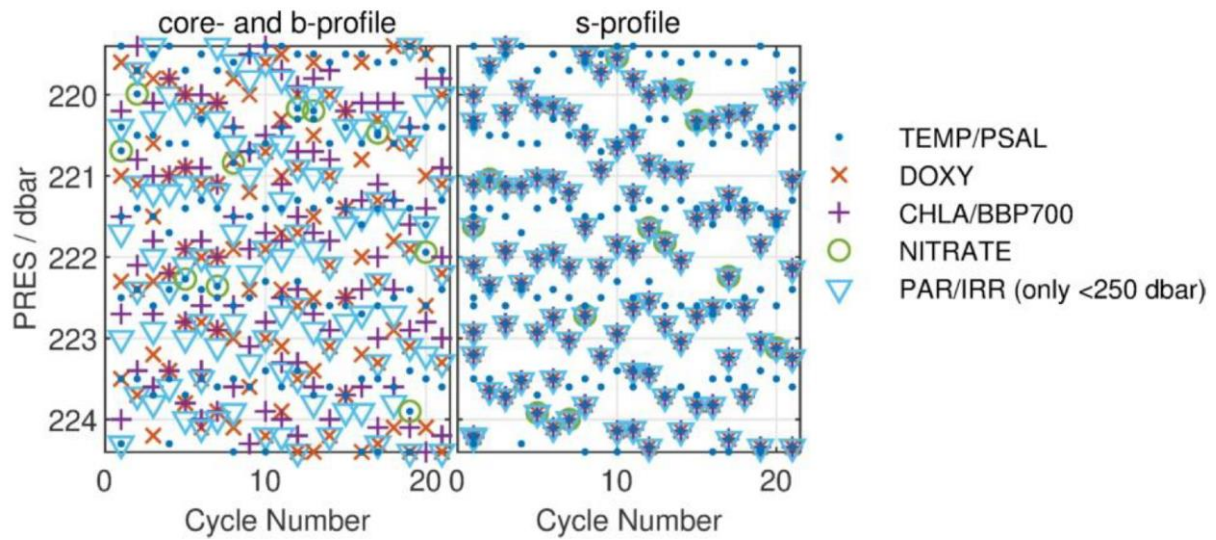 core- and b-profile
s-profile
PRES / dbar
220
221
222
223
224
0
10
20
0
10
20
Cycle Number
Cycle Number
TEMP/PSAL
DOXY
CHLA/BBP700
NITRATE
PAR/IRR (only <250 dbar)